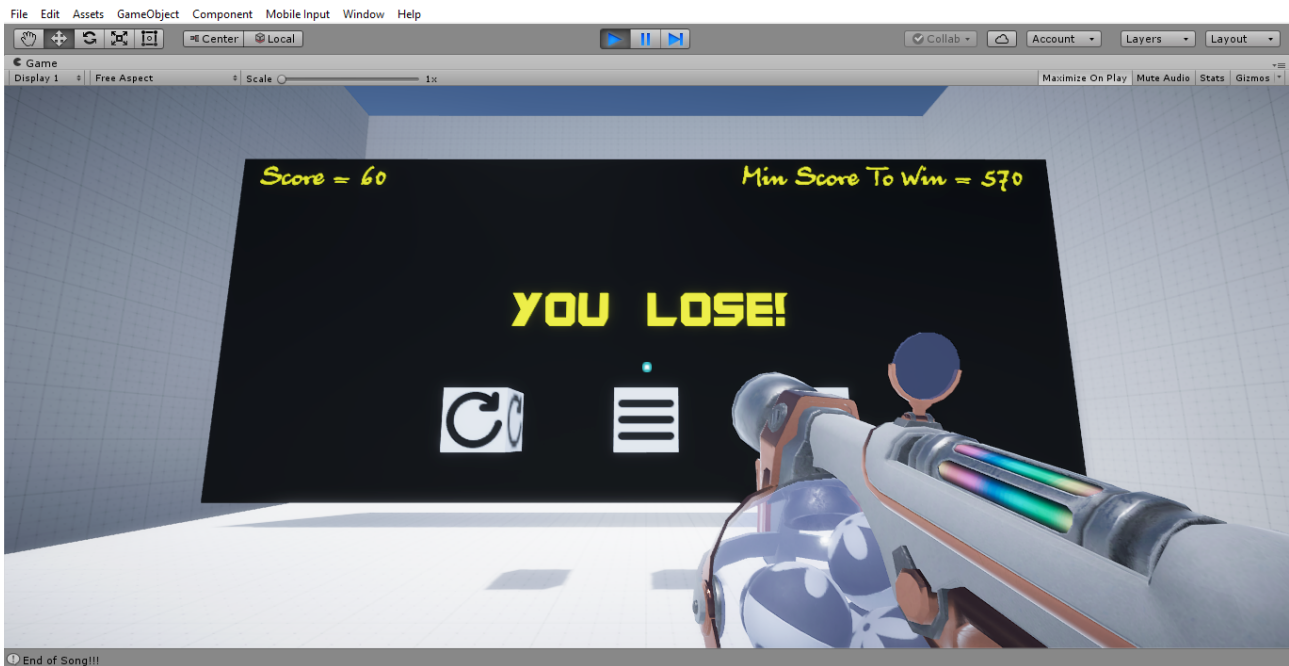 File Edit Assets GameObject Component Mobile Input Window Help
Center Local Collab Account Layers Layout
Game
Display 1 Free Aspect Scale 1x Maximize On Play Mute Audio Stats Gizmos
Score = 60 Min Score To Win = 570
YOU LOSE!
End of Song!!!